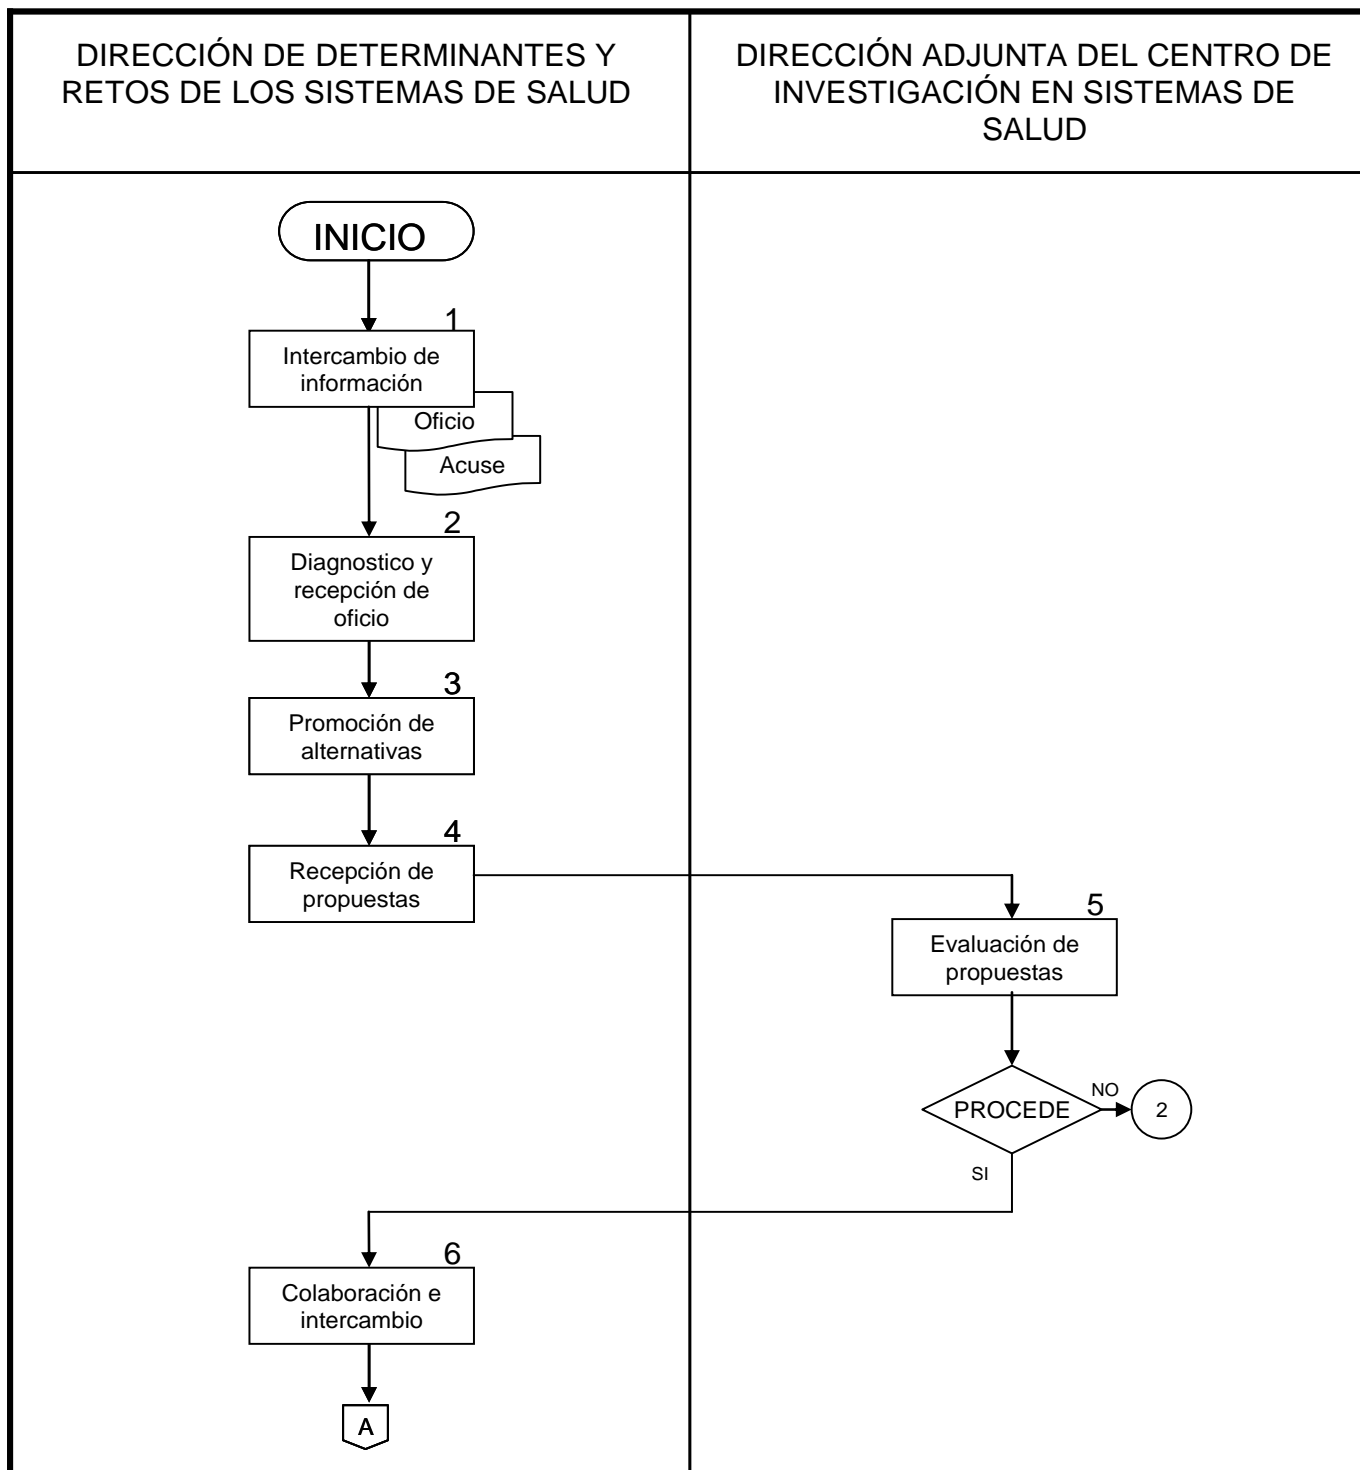 DIRECCIÓN DE DETERMINANTES Y
RETOS DE LOS SISTEMAS DE SALUD
DIRECCIÓN ADJUNTA DEL CENTRO DE
INVESTIGACIÓN EN SISTEMAS DE
SALUD
INICIO
1
Intercambio de
información
Oficio
Acuse
2
Diagnostico y
recepción de
oficio
3
Promoción de
alternativas
4
Recepción de
propuestas
5
Evaluación de
propuestas
PROCEDE
NO
2
SI
6
Colaboración e
intercambio
A